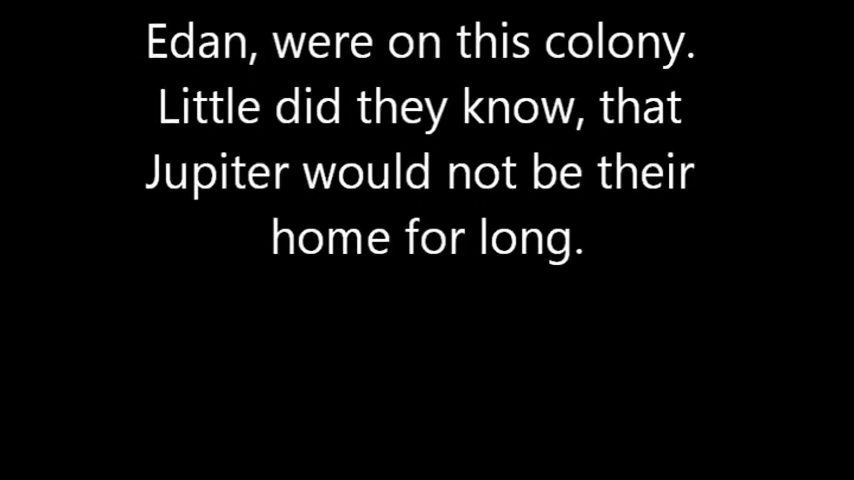 Edan, were on this colony.
Little did they know, that
Jupiter would not be their
home for long.